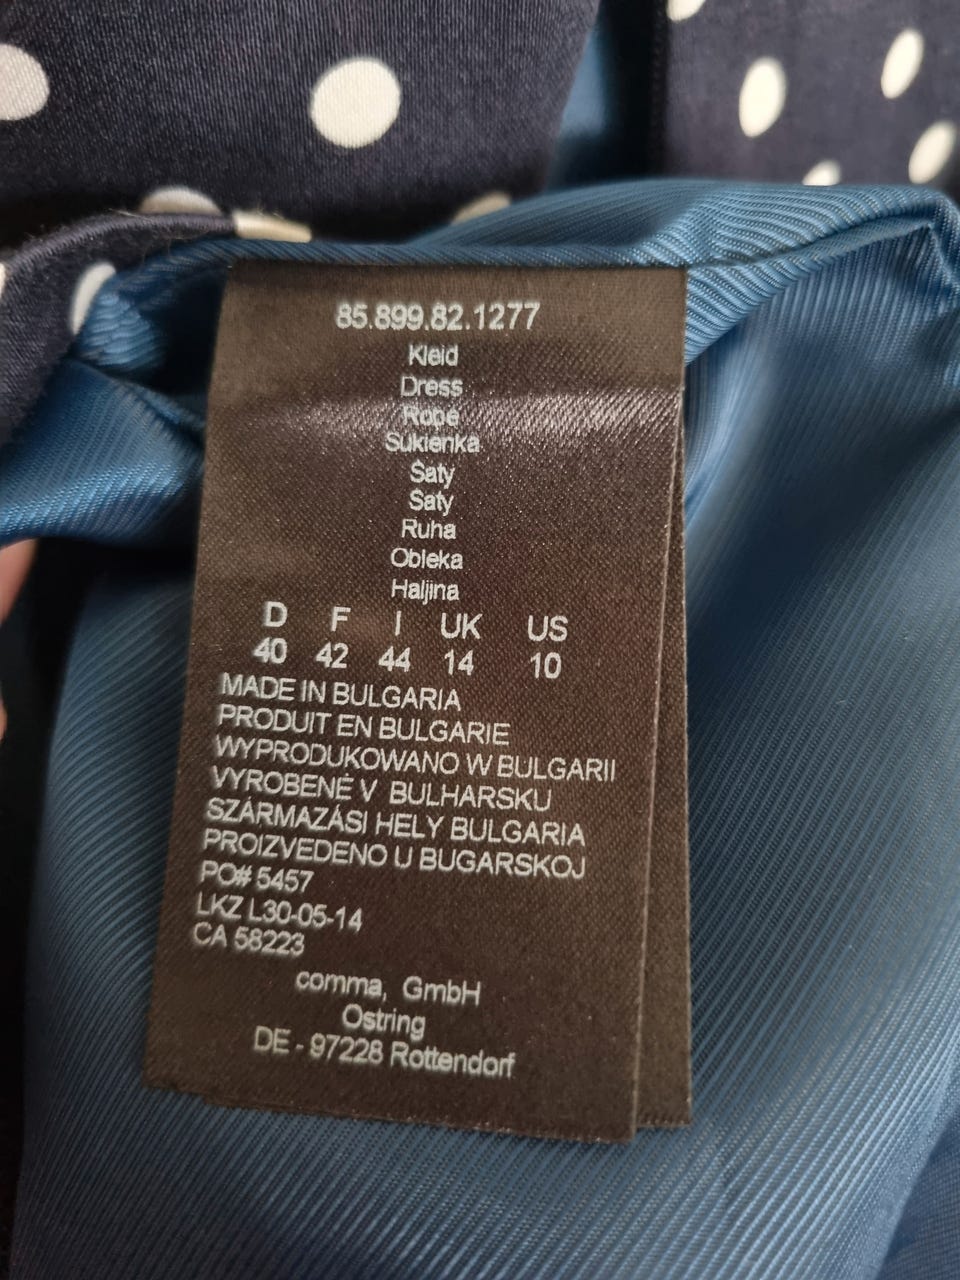 85.899.82.1277
Kleid
Dress
Robe
Sukienka
Šaty
Šaty
Ruha
Obleka
Haljina
D F I UK US
40 42 44 14 10
MADE IN BULGARIA
PRODUIT EN BULGARIE
WYPRODUKOWANO W BULGARII
VYROBENÉ V BULHARSKU
SZÁRMAZÁSI HELY BULGARIA
PROIZVEDENO U BUGARSKOJ
PO# 5457
LKZ L30-05-14
CA 58223
comma, GmbH
Ostring
DE - 97228 Rottendorf